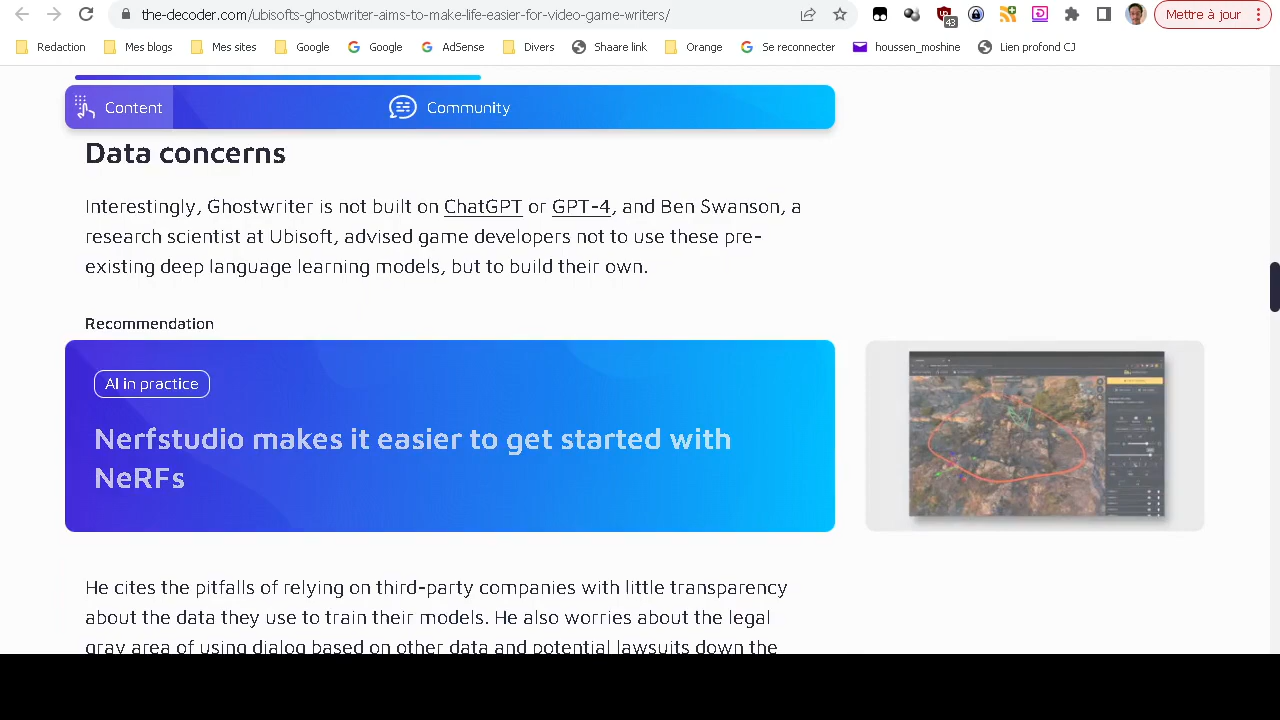 the-decoder.com/ubisofts-ghostwriter-aims-to-make-life-easier-for-video-game-writers/
43
Mettre à jour
Redaction
Mes blogs
Mes sites
Google
Google
AdSense
Divers
Shaare link
Orange
Se reconnecter
houssen_moshine
Lien profond CJ
Content
Community
Data concerns
Interestingly, Ghostwriter is not built on ChatGPT or GPT-4, and Ben Swanson, a
research scientist at Ubisoft, advised game developers not to use these pre-
existing deep language learning models, but to build their own.
Recommendation
AI in practice
Nerfstudio makes it easier to get started with
NeRFs
He cites the pitfalls of relying on third-party companies with little transparency
about the data they use to train their models. He also worries about the legal
gray area of using dialog based on other data and potential lawsuits down the